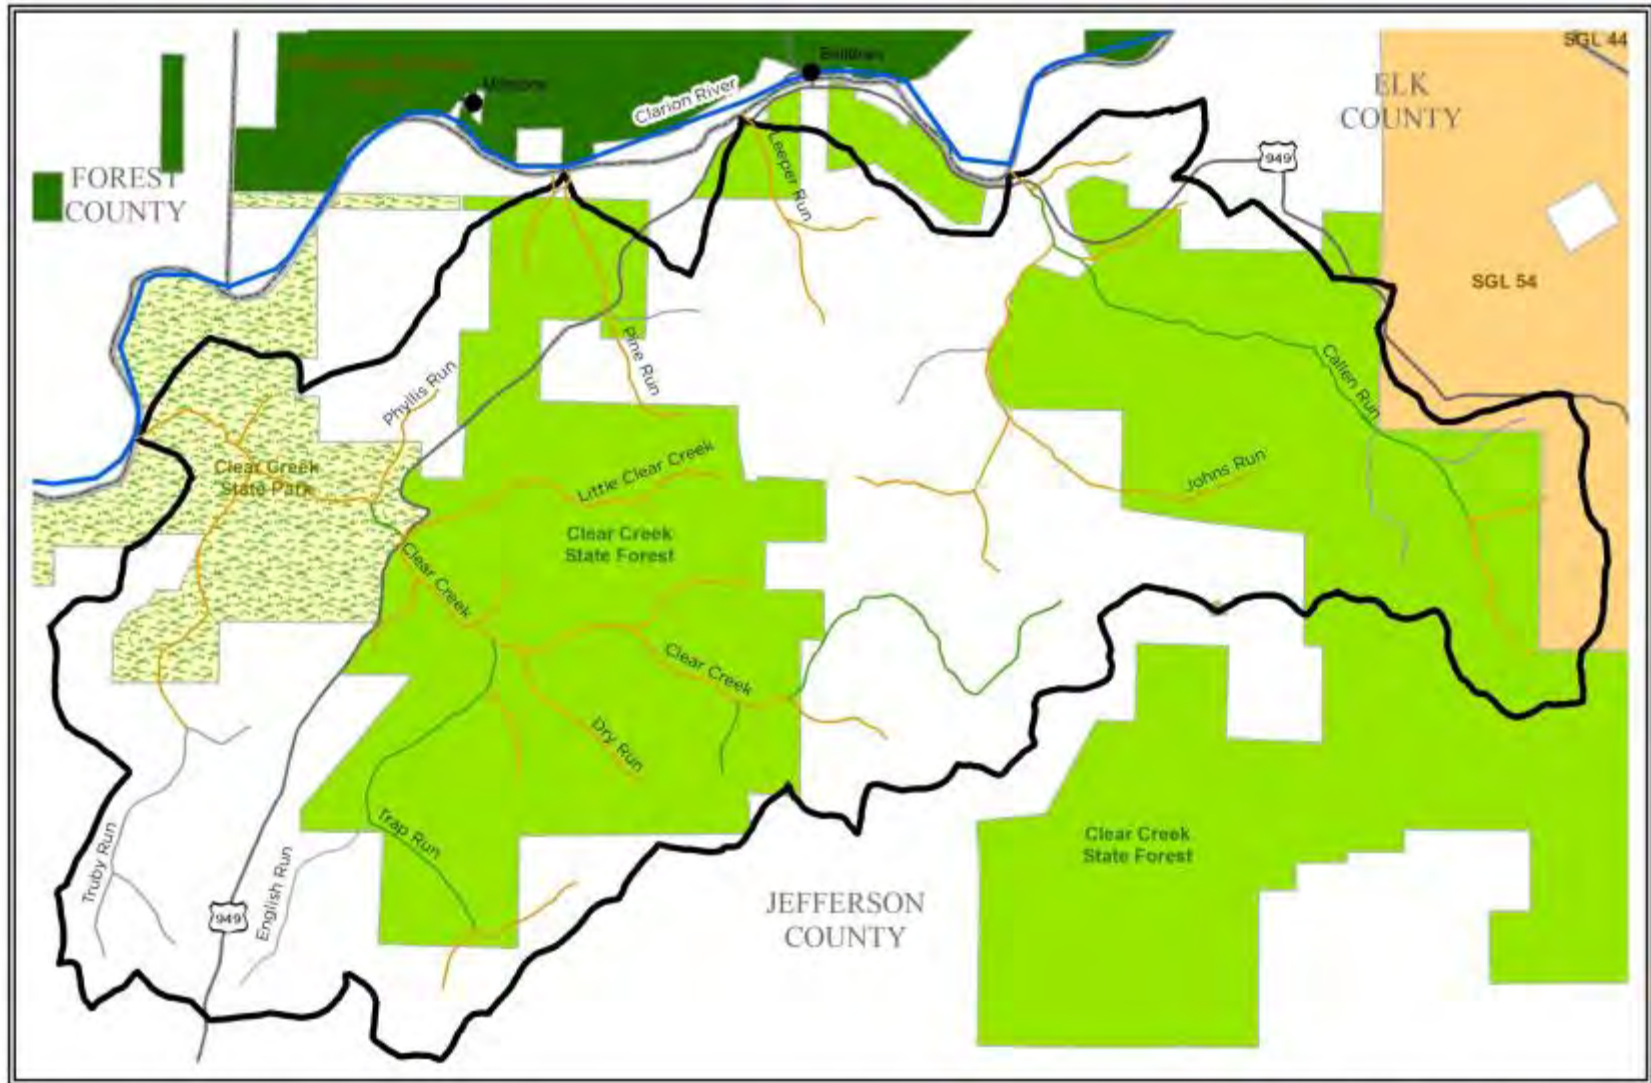 SGL 44
ELK
COUNTY
Clarion River
949
FOREST
COUNTY
Leeper Run
SGL 54
Pine Run
Phyllis Run
Callen Run
Clear Creek
State Park
Little Clear Creek
Johns Run
Clear Creek
State Forest
Clear Creek
Clear Creek
Dry Run
Trap Run
Truby Run
English Run
949
Clear Creek
State Forest
JEFFERSON
COUNTY